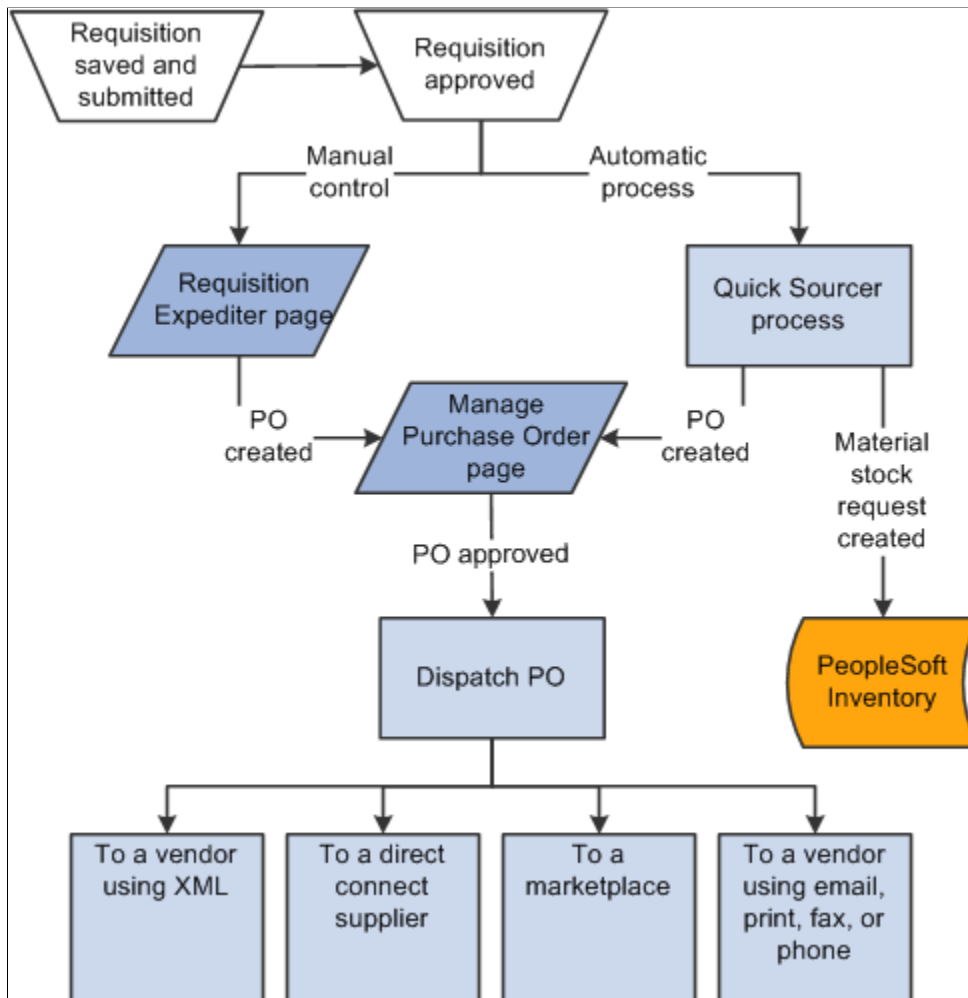 Requisition
saved and
submitted
Requisition
approved
Manual
control
Automatic
process
Requisition
Expediter page
Quick Sourcer
process
PO
created
Manage
Purchase Order
page
PO
created
Material
stock
request
created
PO approved
Dispatch PO
PeopleSoft
Inventory
To a vendor
using XML
To a direct
connect
supplier
To a
marketplace
To a vendor
using email,
print, fax, or
phone